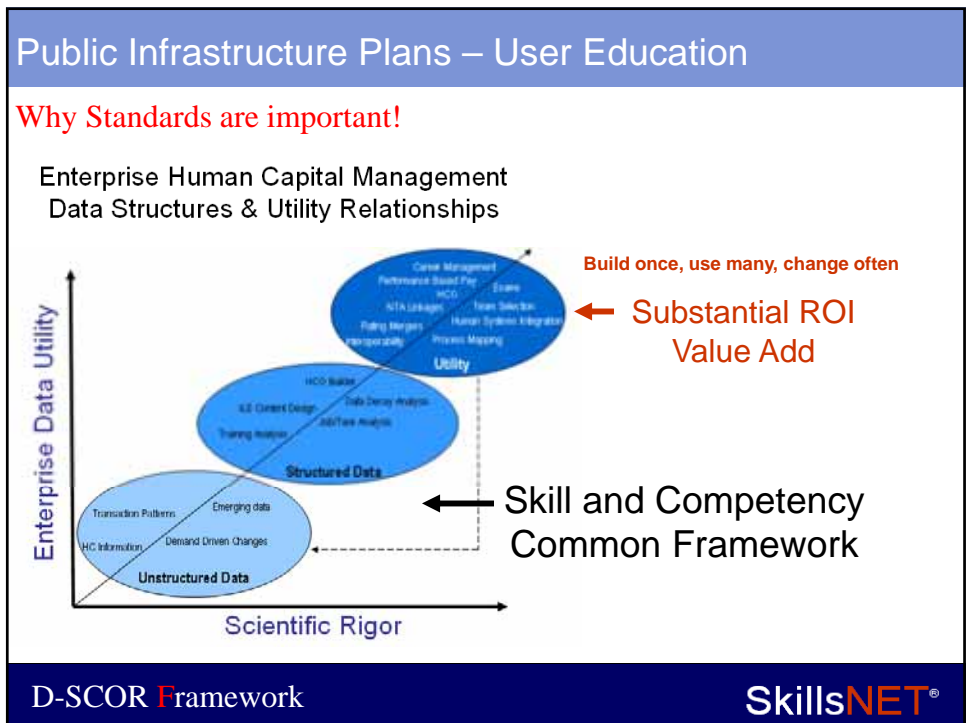 Public Infrastructure Plans – User Education
Why Standards are important!
Enterprise Human Capital Management
Data Structures & Utility Relationships
Enterprise Data Utility
Career Management
Performance Based Pay
Exams
HCO
NTA Linkages
Team Selection
Rating Mergers
Human Systems Integration
Interoperability
Process Mapping
Utility
HCO Builder
ILE Content Design
Data Decay Analysis
Training Analysis
Job/Task Analysis
Structured Data
Transaction Patterns
Emerging data
HC Information
Demand Driven Changes
Unstructured Data
Scientific Rigor
Build once, use many, change often
Substantial ROI
Value Add
Skill and Competency
Common Framework
D-SCOR Framework
SkillsNET®